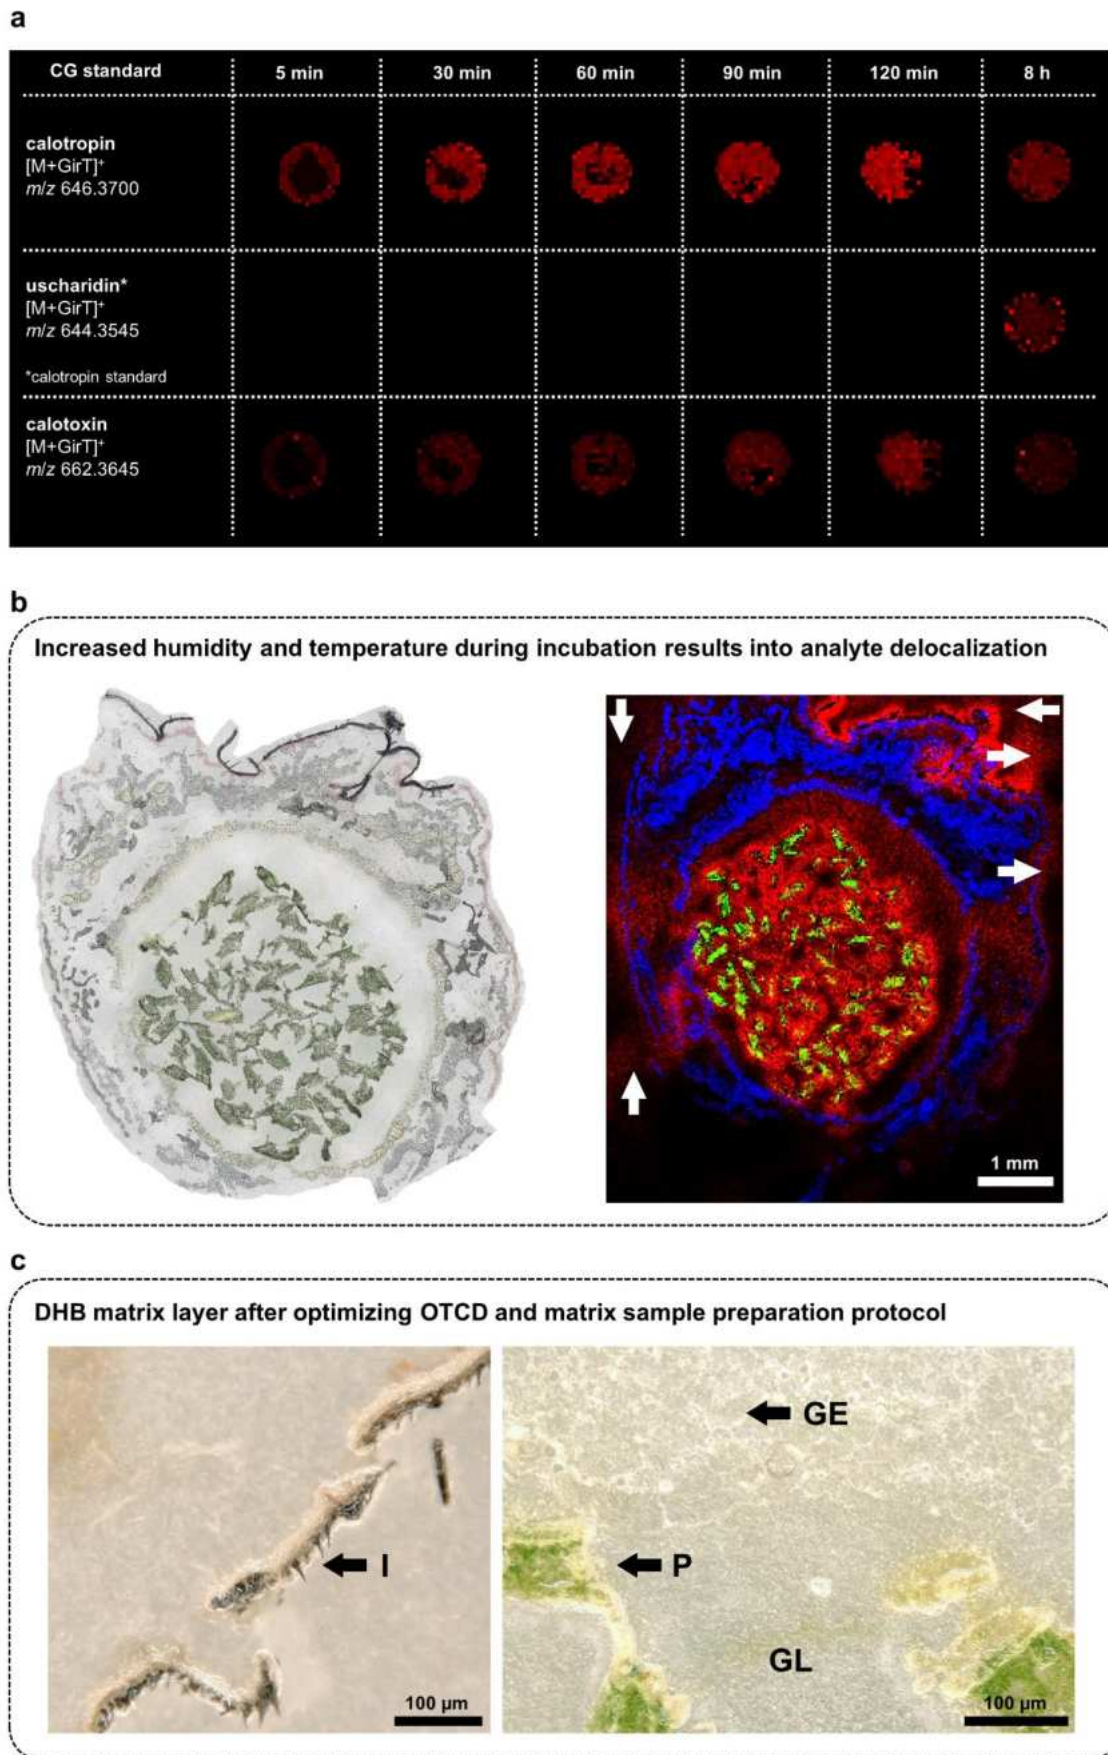 a
CG standard 5 min 30 min 60 min 90 min 120 min 8 h
calotropin
[M+GirT]⁺
m/z 646.3700
uscharidin*
[M+GirT]⁺
m/z 644.3545
*calotropin standard
calotoxin
[M+GirT]⁺
m/z 662.3645
b
Increased humidity and temperature during incubation results into analyte delocalization
1 mm
c
DHB matrix layer after optimizing OTCD and matrix sample preparation protocol
I
100 µm
GE
P
GL
100 µm